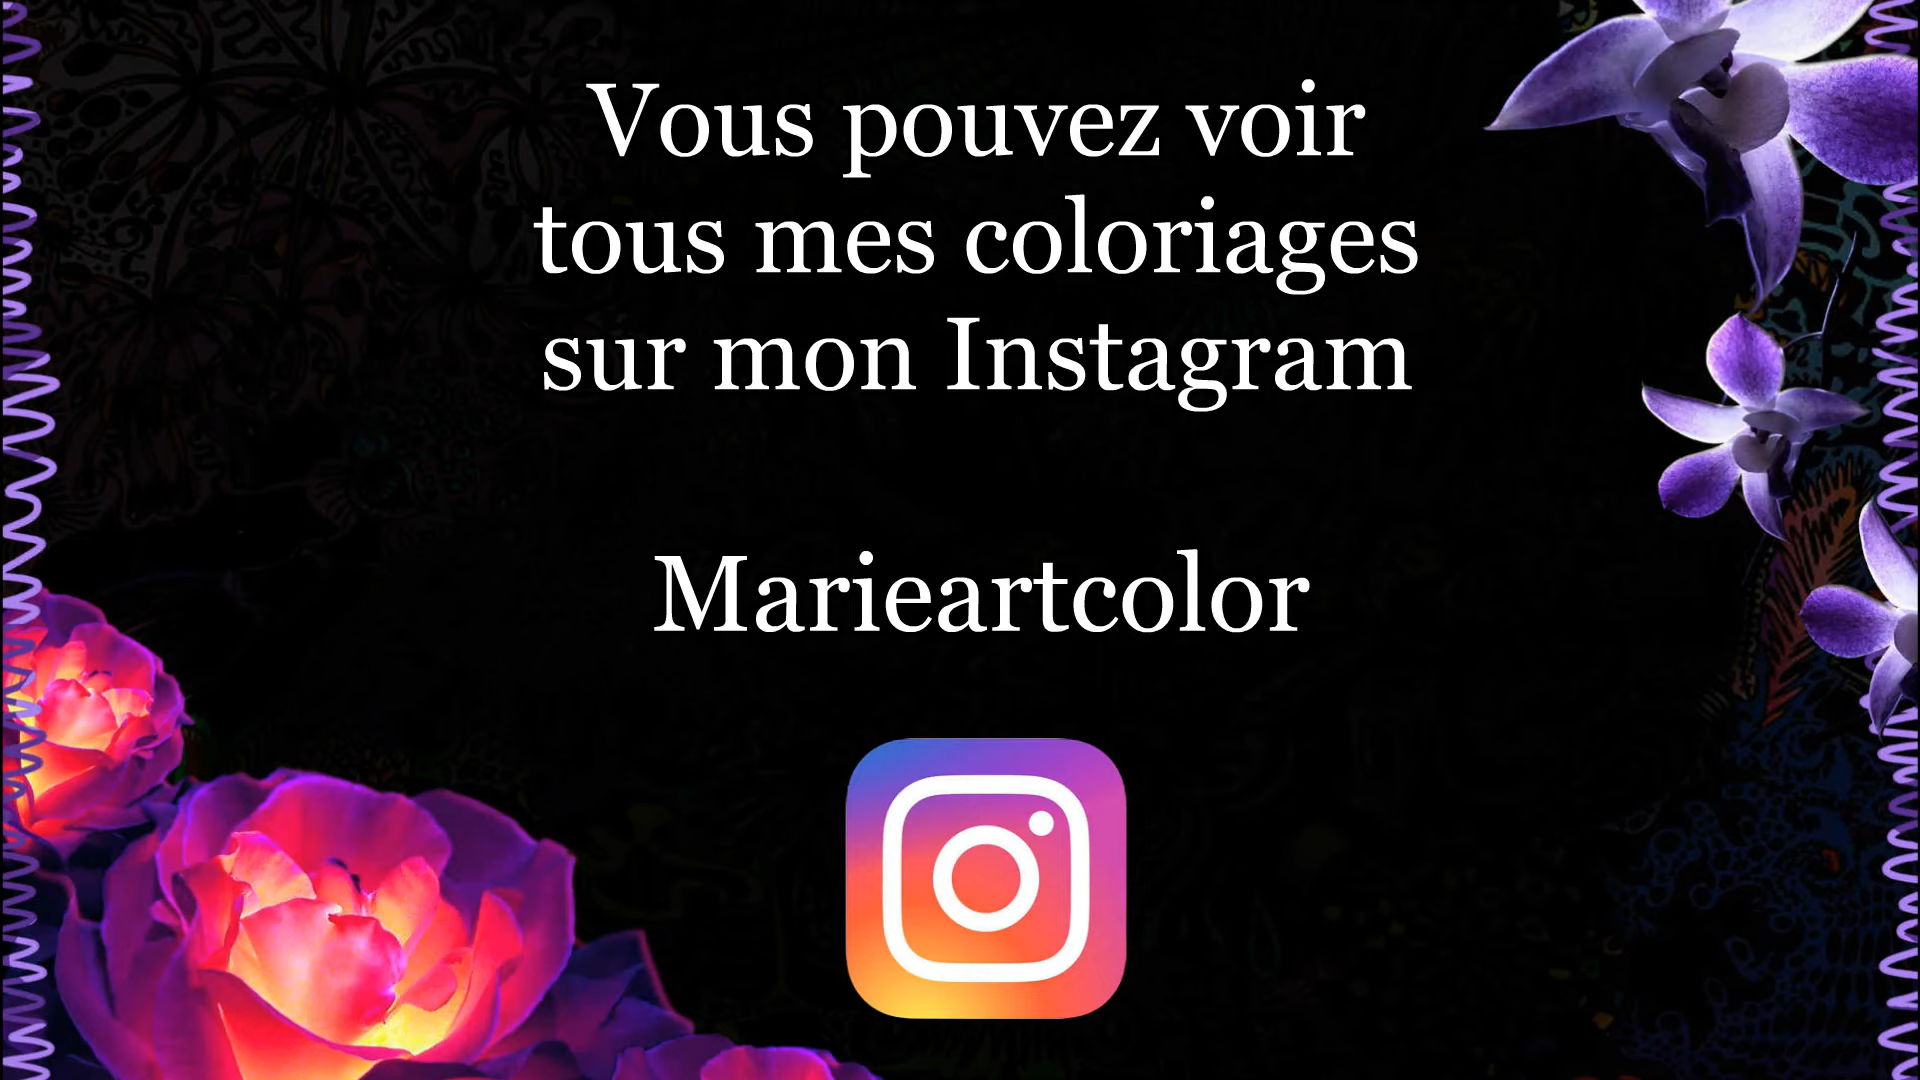 Vous pouvez voir
tous mes coloriages
sur mon Instagram
Marieartcolor